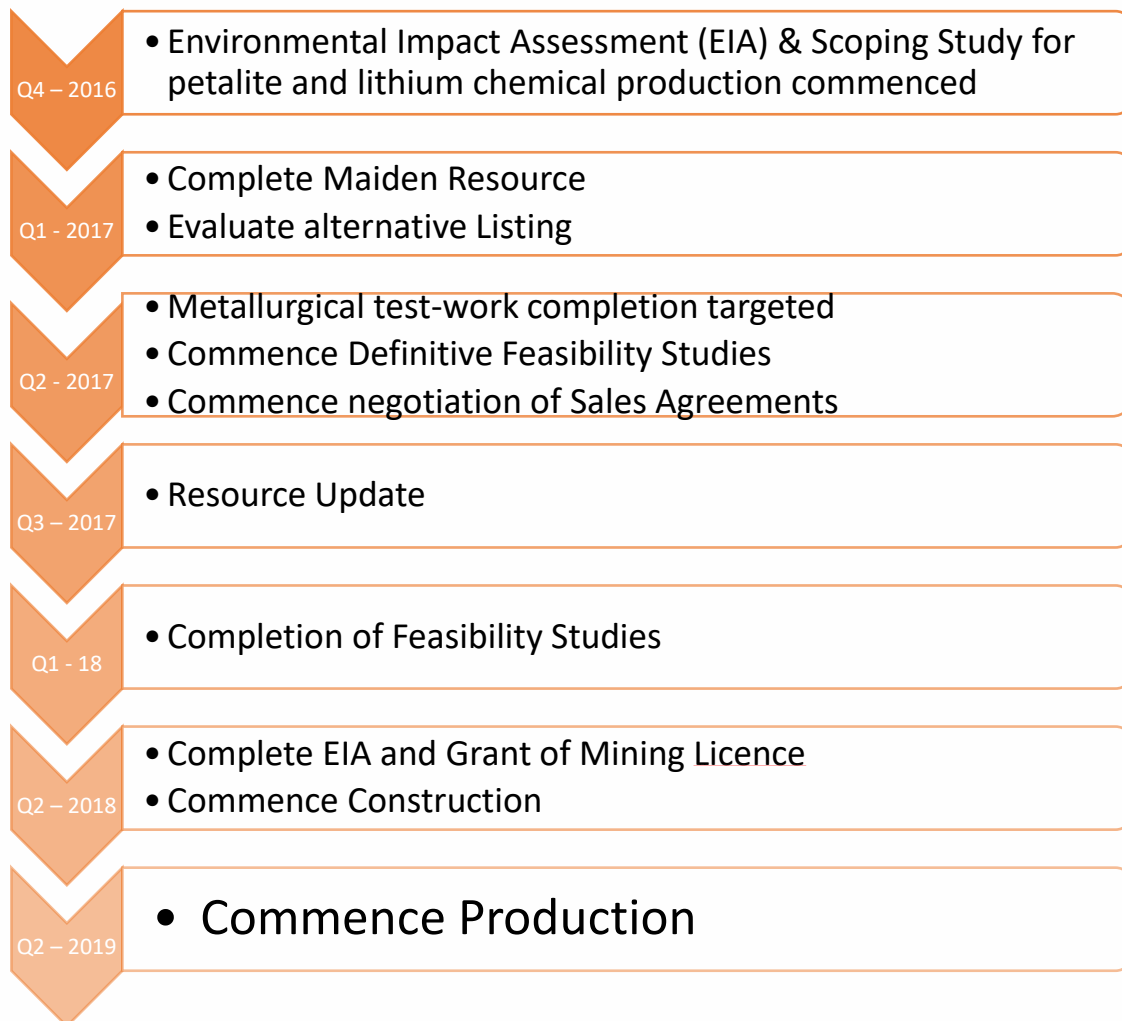 Q4 – 2016
• Environmental Impact Assessment (EIA) & Scoping Study for
petalite and lithium chemical production commenced
Q1 - 2017
• Complete Maiden Resource
• Evaluate alternative Listing
Q2 - 2017
• Metallurgical test-work completion targeted
• Commence Definitive Feasibility Studies
• Commence negotiation of Sales Agreements
Q3 – 2017
• Resource Update
Q1 - 18
• Completion of Feasibility Studies
Q2 – 2018
• Complete EIA and Grant of Mining Licence
• Commence Construction
Q2 – 2019
• Commence Production